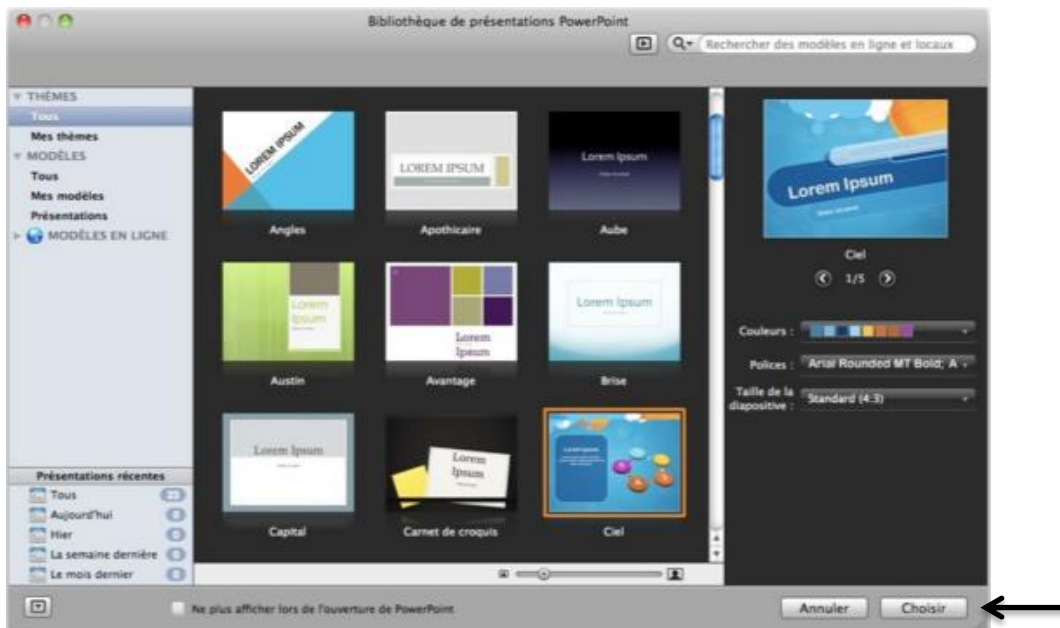 Bibliothèque de présentations PowerPoint
Rechercher des modèles en ligne et locaux
THÈMES
Tous
Mes thèmes
MODÈLES
Tous
Mes modèles
Présentations
MODÈLES EN LIGNE
LOREM IPSUM
Angles
LOREM IPSUM
Apothicaire
Lorem Ipsum
Aube
Lorem
Ipsum
Austin
Lorem
Ipsum
Avantage
Lorem Ipsum
Brise
Lorem Ipsum
Capital
Lorem
Ipsum
Carnet de croquis
Lorem Ipsum
Ciel
Lorem Ipsum
Ciel
1/5
Couleurs :
Polices : Arial Rounded MT Bold; A
Taille de la
diapositive : Standard (4:3)
Présentations récentes
Tous
Aujourd'hui
Hier
La semaine dernière
Le mois dernier
Ne plus afficher lors de l'ouverture de PowerPoint
Annuler
Choisir